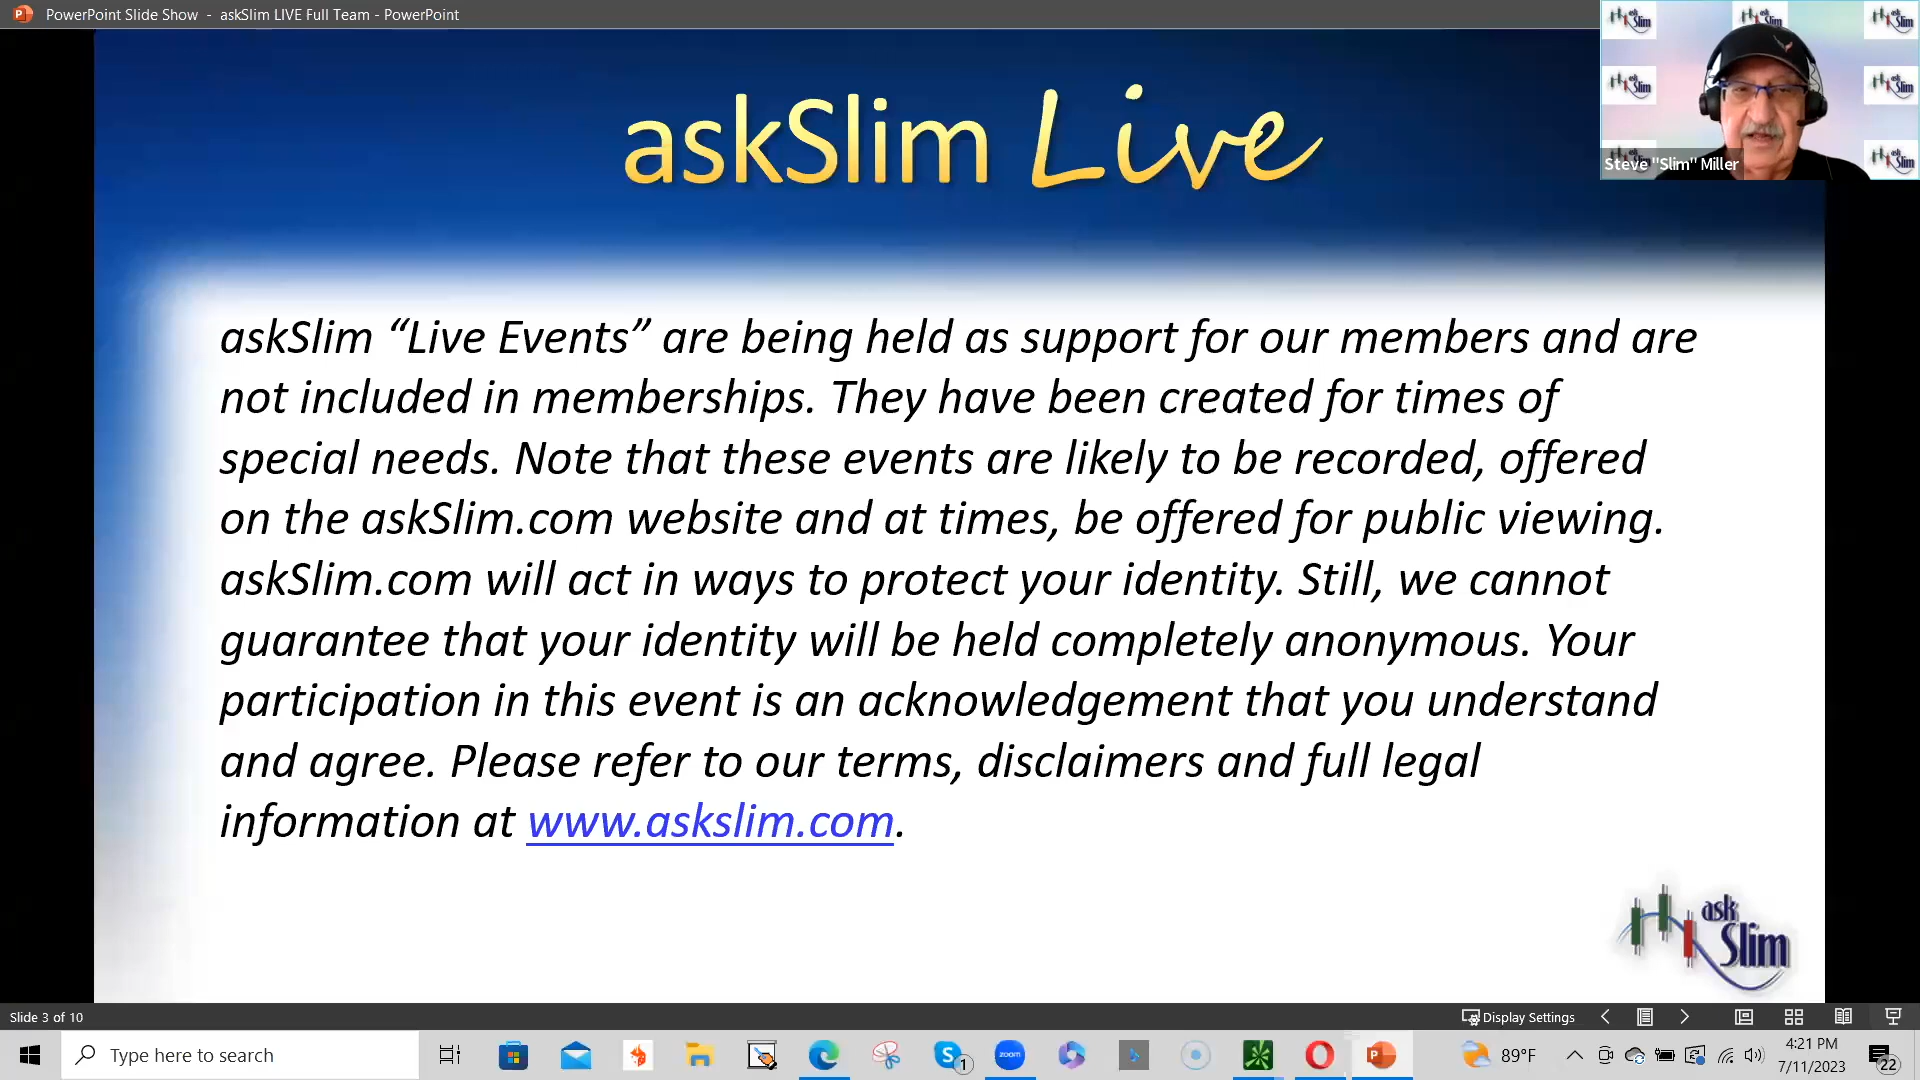 PowerPoint Slide Show - askSlim LIVE Full Team - PowerPoint
askSlim Live
Steve "Slim" Miller
askSlim “Live Events” are being held as support for our members and are
not included in memberships. They have been created for times of
special needs. Note that these events are likely to be recorded, offered
on the askSlim.com website and at times, be offered for public viewing.
askSlim.com will act in ways to protect your identity. Still, we cannot
guarantee that your identity will be held completely anonymous. Your
participation in this event is an acknowledgement that you understand
and agree. Please refer to our terms, disclaimers and full legal
information at www.askslim.com.
ask
Slim
Slide 3 of 10
Display Settings
Type here to search
1
zoom
89°F
4:21 PM
7/11/2023
22